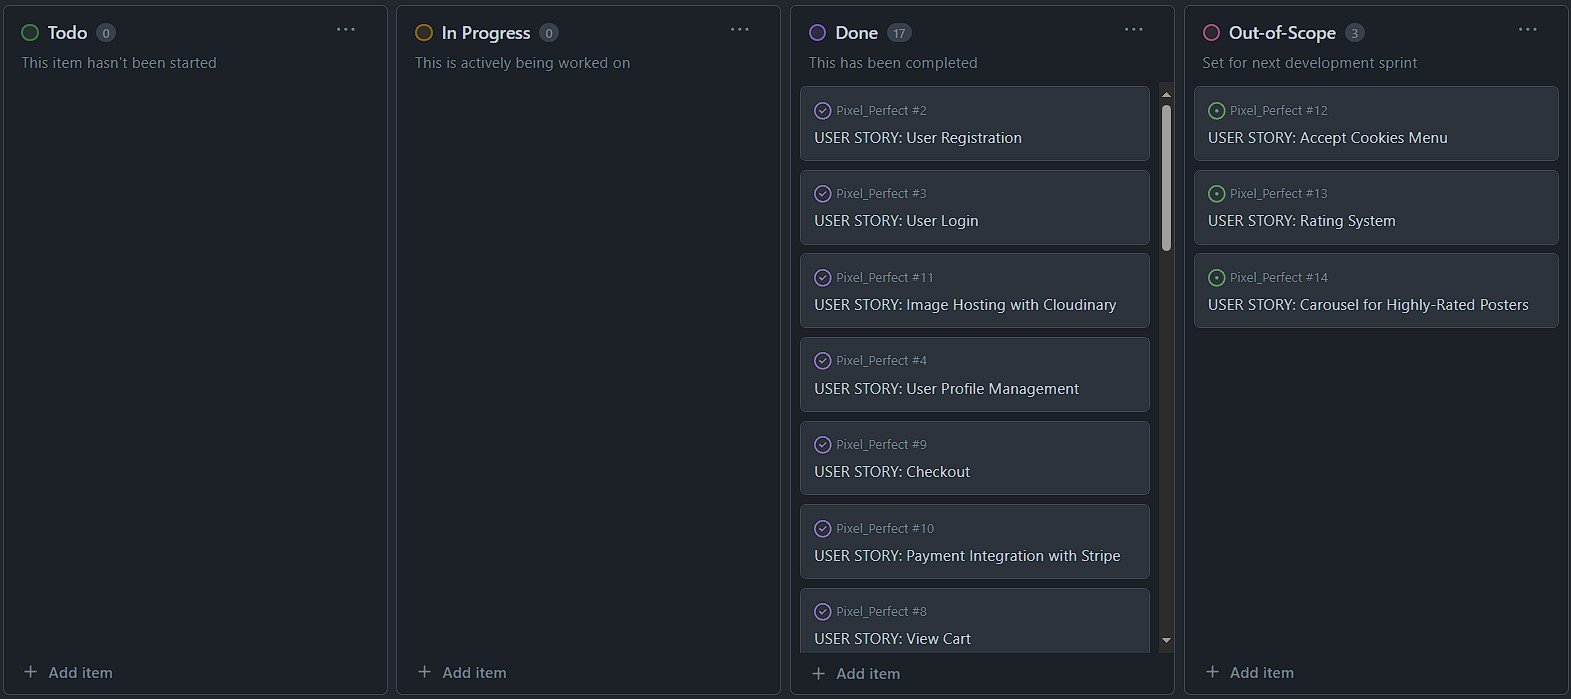 Todo 0
This item hasn't been started
+ Add item
In Progress 0
This is actively being worked on
+ Add item
Done 17
This has been completed
Pixel_Perfect #2
USER STORY: User Registration
Pixel_Perfect #3
USER STORY: User Login
Pixel_Perfect #11
USER STORY: Image Hosting with Cloudinary
Pixel_Perfect #4
USER STORY: User Profile Management
Pixel_Perfect #9
USER STORY: Checkout
Pixel_Perfect #10
USER STORY: Payment Integration with Stripe
Pixel_Perfect #8
USER STORY: View Cart
+ Add item
Out-of-Scope 3
Set for next development sprint
Pixel_Perfect #12
USER STORY: Accept Cookies Menu
Pixel_Perfect #13
USER STORY: Rating System
Pixel_Perfect #14
USER STORY: Carousel for Highly-Rated Posters
+ Add item